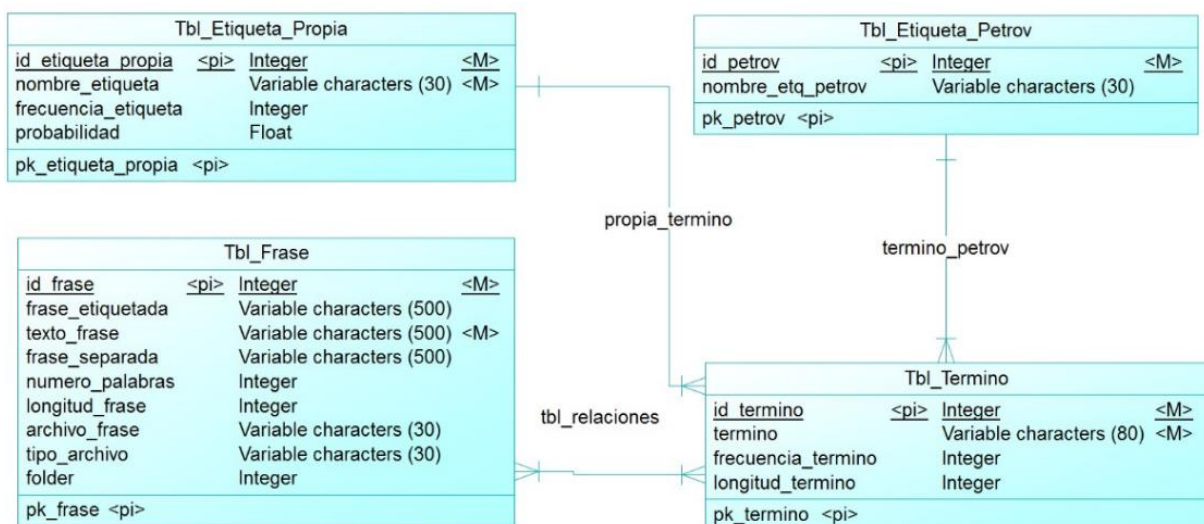 Tbl_Etiqueta_Propia
id_etiqueta_propia <pi> Integer <M>
nombre_etiqueta Variable characters (30) <M>
frecuencia_etiqueta Integer
probabilidad Float
pk_etiqueta_propia <pi>
Tbl_Etiqueta_Petrov
id_petrov <pi> Integer <M>
nombre_etq_petrov Variable characters (30)
pk_petrov <pi>
propia_termino
termino_petrov
Tbl_Frase
id_frase <pi> Integer <M>
frase_etiquetada Variable characters (500)
texto_frase Variable characters (500) <M>
frase_separada Variable characters (500)
numero_palabras Integer
longitud_frase Integer
archivo_frase Variable characters (30)
tipo_archivo Variable characters (30)
folder Integer
pk_frase <pi>
tbl_relaciones
Tbl_Termino
id_termino <pi> Integer <M>
termino Variable characters (80) <M>
frecuencia_termino Integer
longitud_termino Integer
pk_termino <pi>